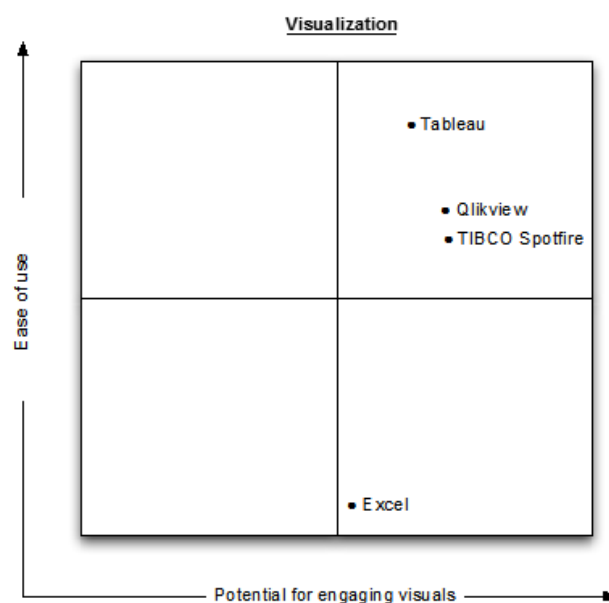 Visualization
• Tableau
• Qlikview
• TIBCO Spotfire
Ease of use
• Excel
Potential for engaging visuals